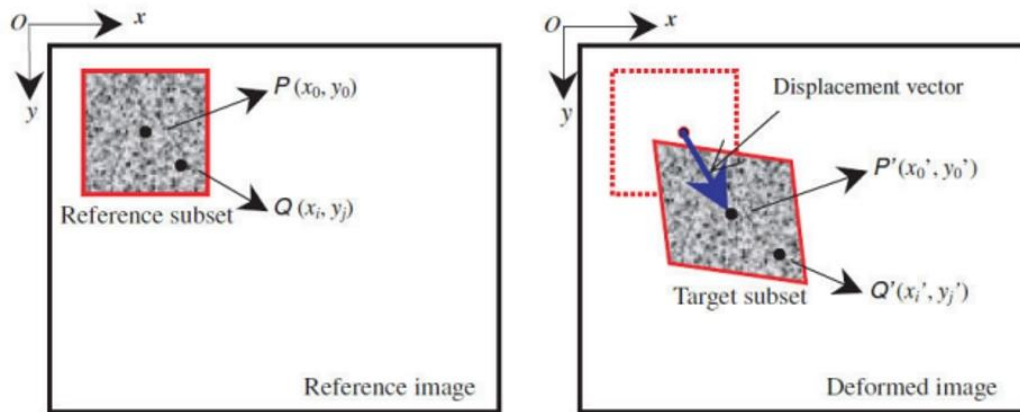 O x
y
P (x₀, y₀)
Reference subset
Q (xᵢ, yⱼ)
Reference image
O x
y
Displacement vector
P’(x₀’, y₀’)
Q’(xᵢ’, yⱼ’)
Target subset
Deformed image